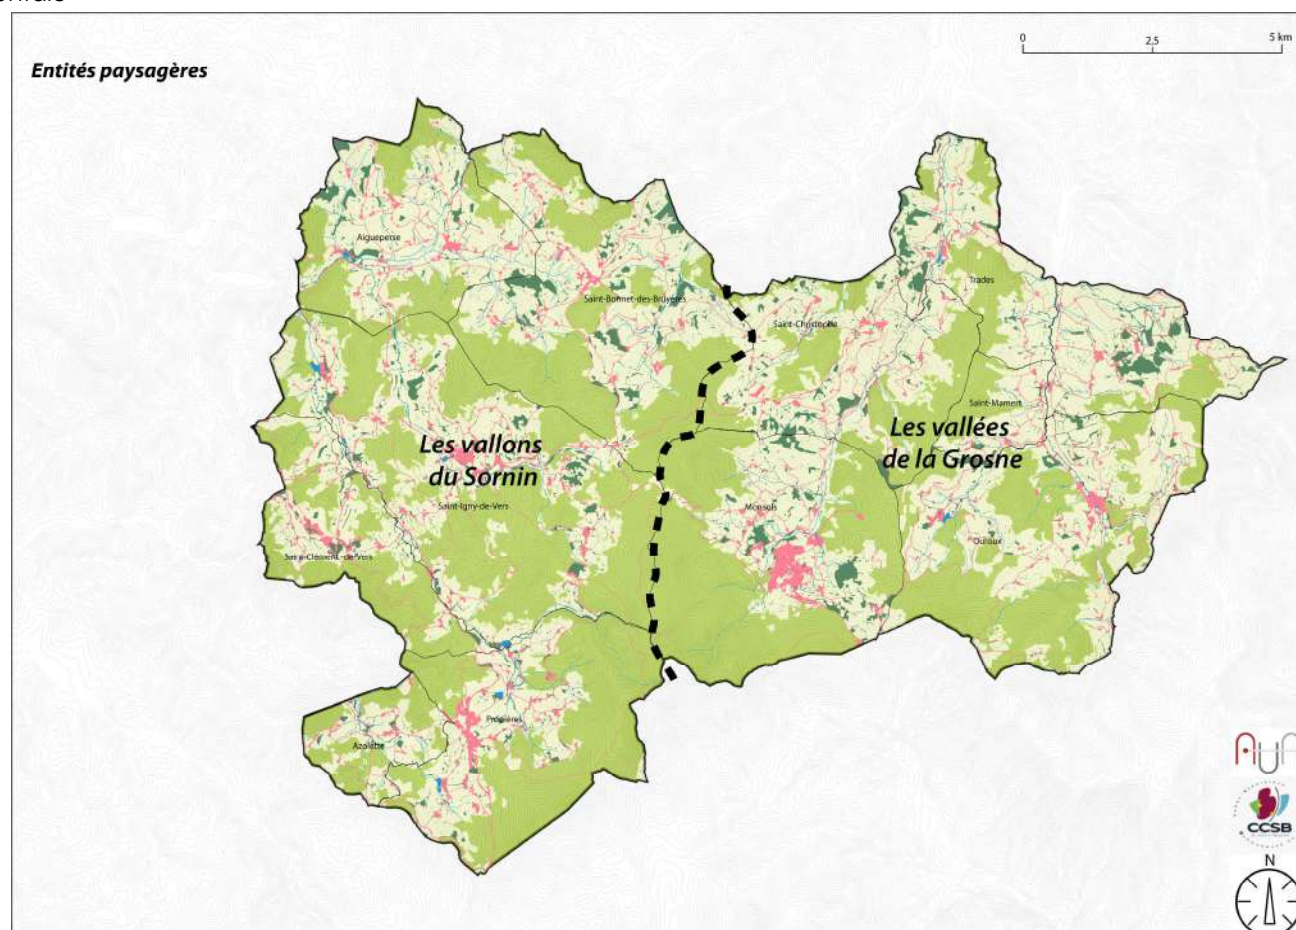 0 2,5 5 km
Entités paysagères
Aigueperse
Trades
Saint-Bonnet-des-Bruyères
Saint-Christophe
Saint-Mamert
Les vallons
du Sornin
Les vallées
de la Grosne
Saint-Igny-de-Vers
Monsols
Ouroux
Saint-Clément-de-Vers
Propières
Azolette
CCSB
N